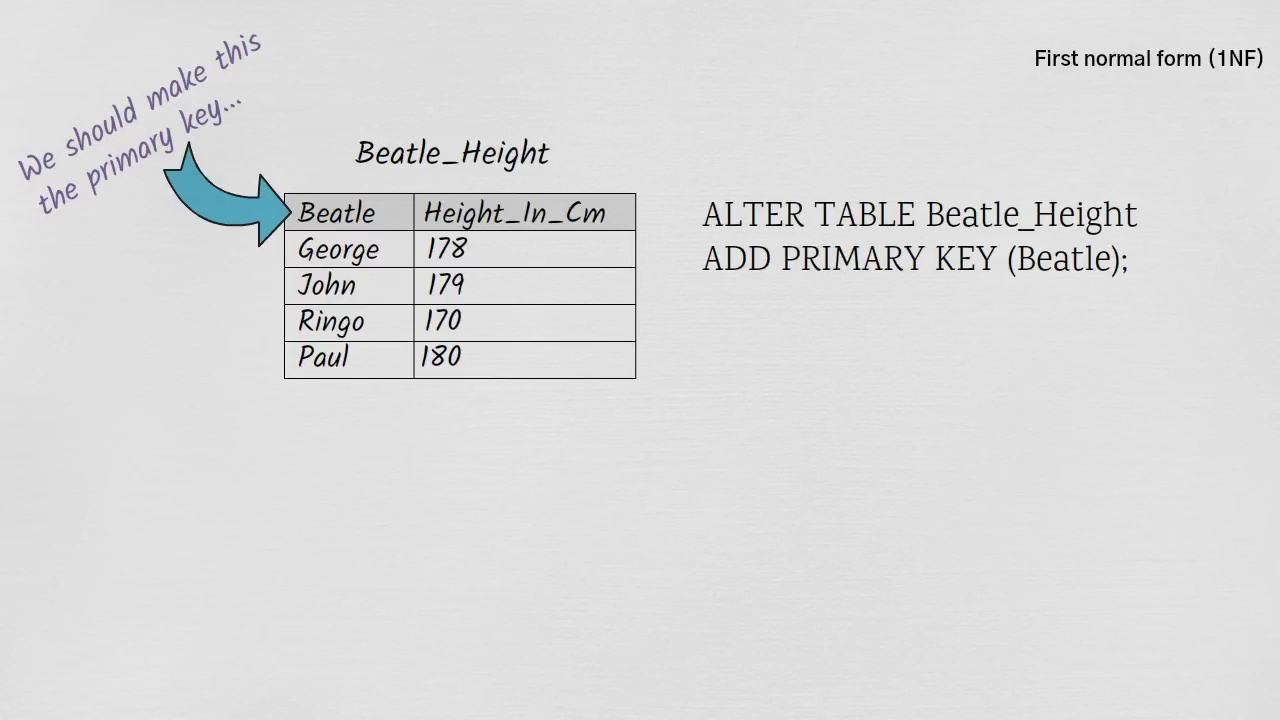 First normal form (1NF)
We should make this
the primary key...
Beatle_Height
Beatle Height_In_Cm
George 178
John 179
Ringo 170
Paul 180
ALTER TABLE Beatle_Height
ADD PRIMARY KEY (Beatle);